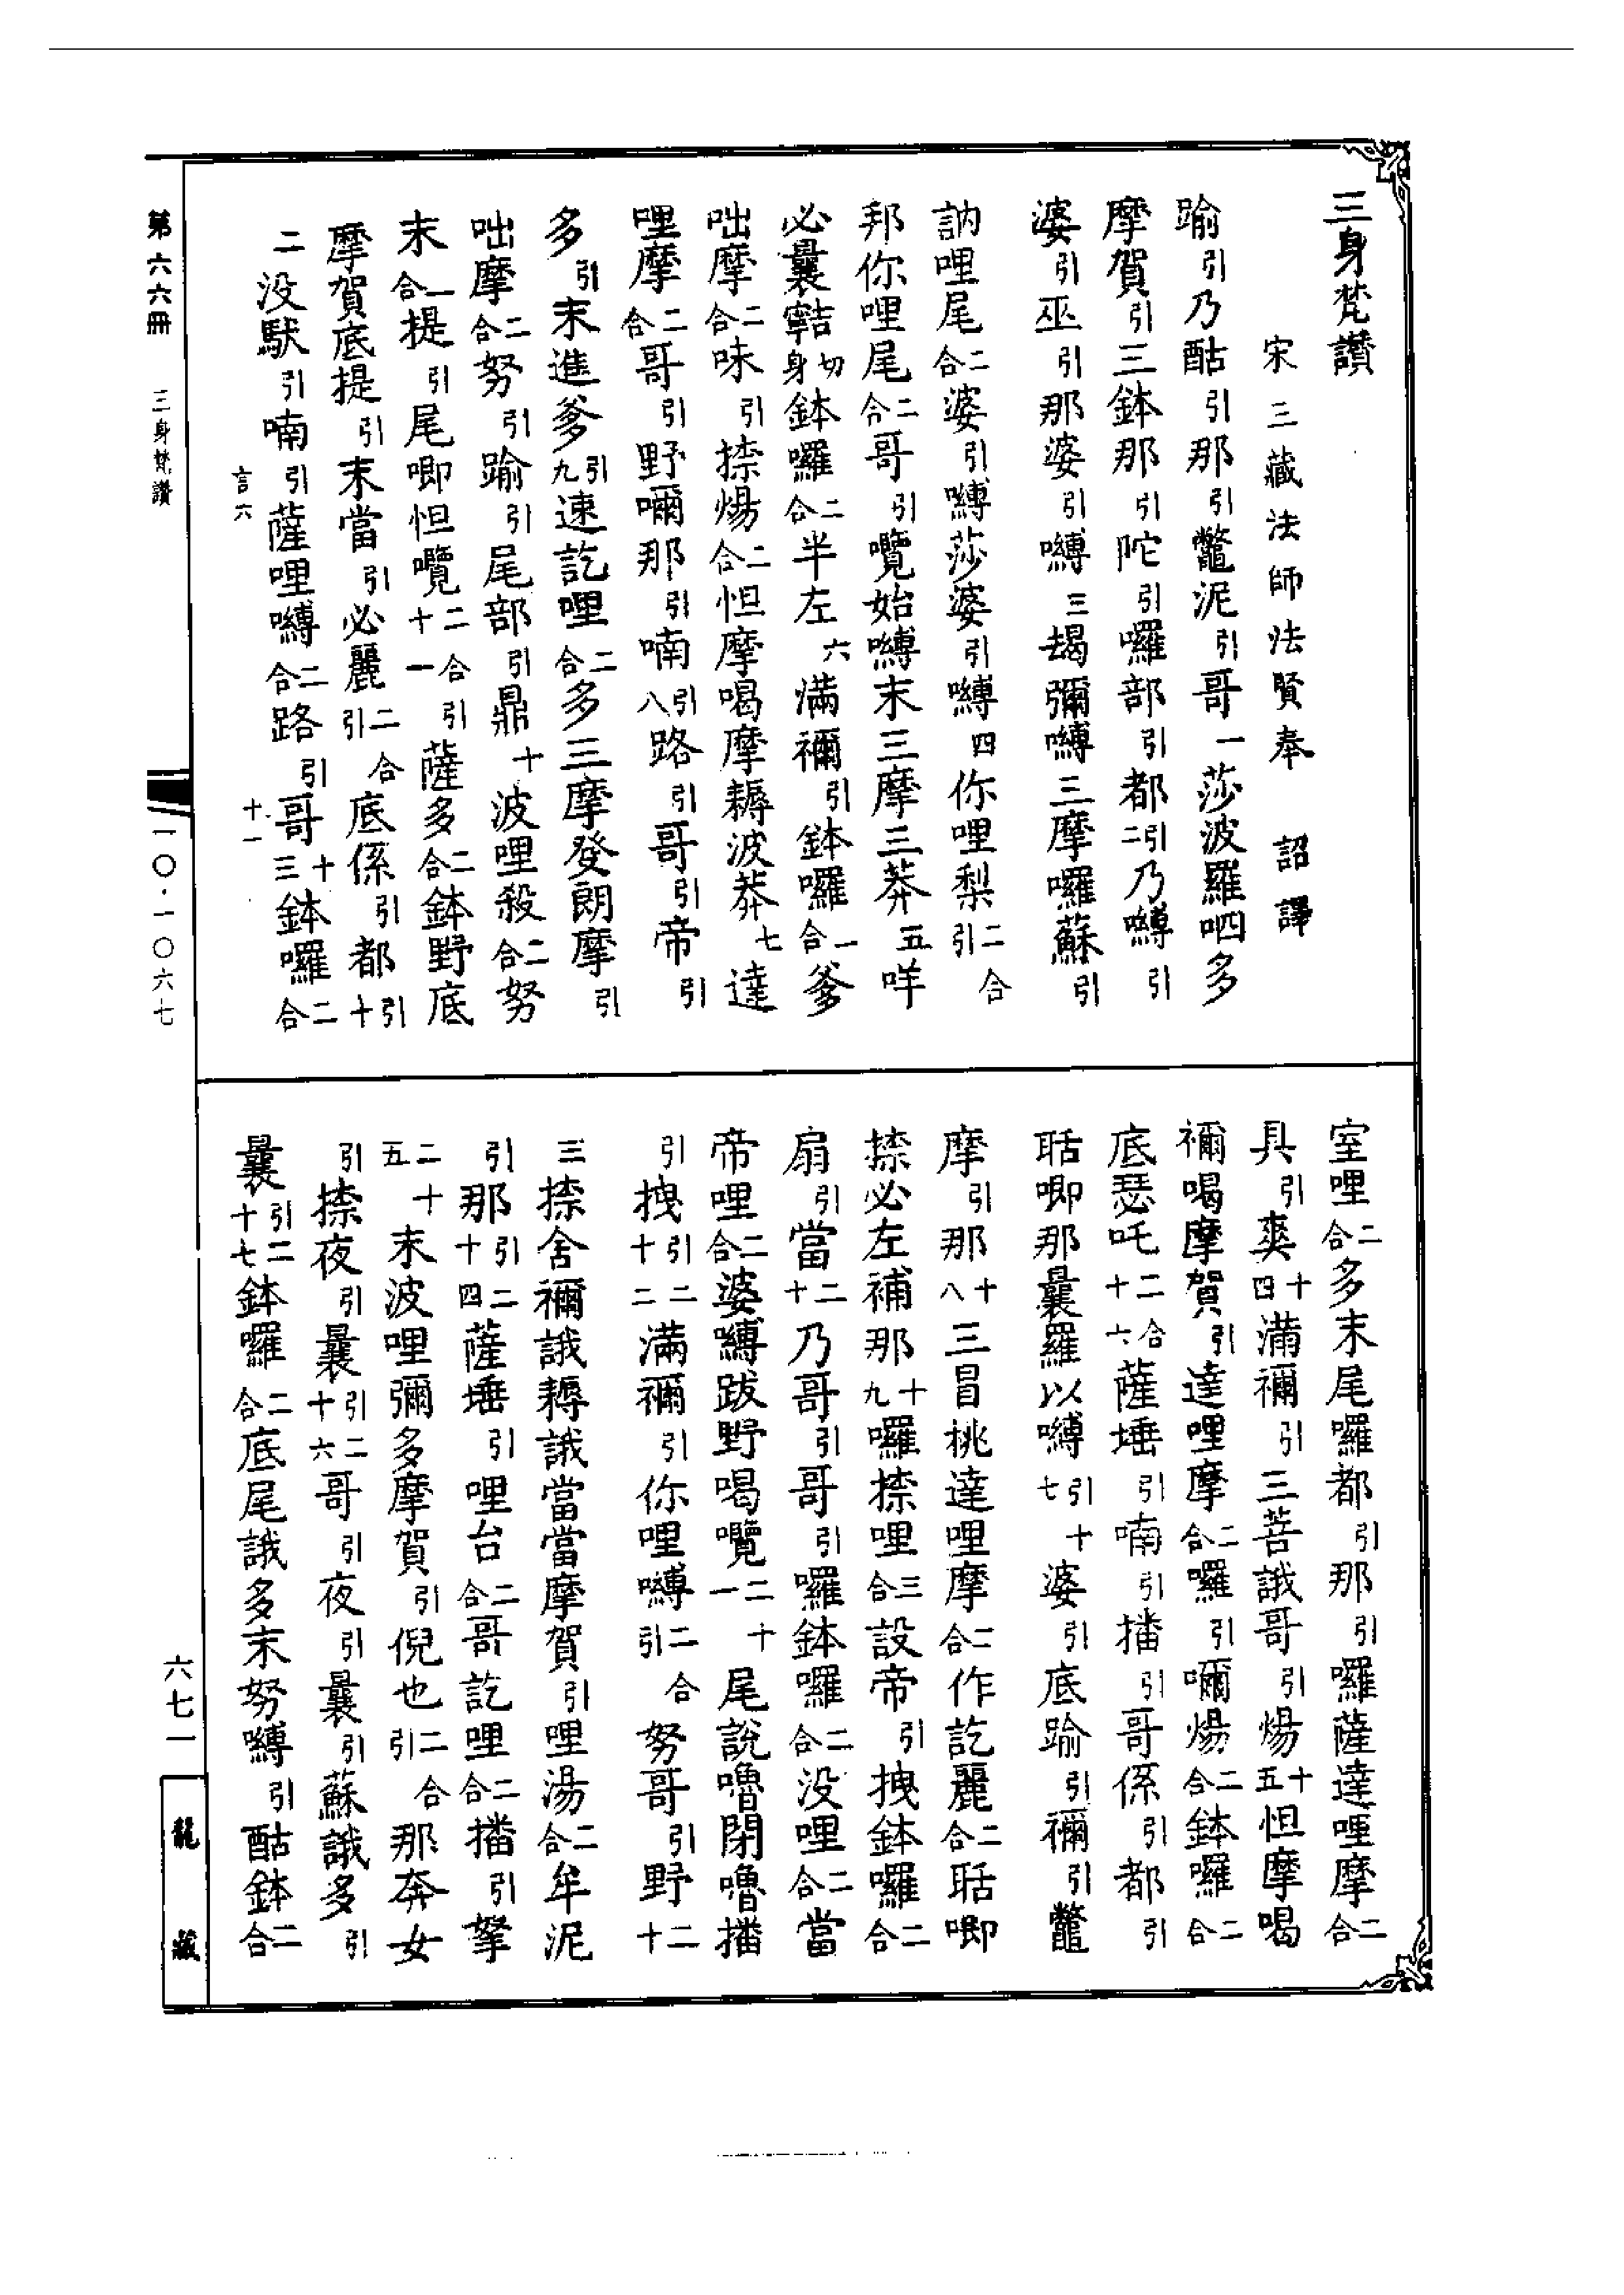 三身梵讚
宋三藏法師法賢奉 詔譯
踰引乃酤引那引鼈泥引哥一莎波羅呬多
摩賀引三鉢那引陀引囉部引都引二乃嚩引
婆引巫引那婆引嚩三朅彌嚩三摩囉蘇引
訥哩尾二合婆引嚩莎婆引嚩四你哩梨二合引
邦你哩尾二合哥引囕始嚩末三摩三莽五咩
必曩鉢囉二合半左六滿禰引鉢囉二合爹
咄摩二合味引捺煬二合怛摩喝摩耨波莽七達
哩摩二合哥引野嚩那引喃引八路引哥引帝引
多引末進爹引九速訖哩二合多三摩發朗摩引
咄摩二合努引踰引尾部引鼎十波哩殺二合努
末二合提引尾唧怛囕二合引十一薩多二合鉢野底
摩賀底提引末當引必麗二合引底係引都引十
二没馱引喃引薩哩嚩二合路引哥十三鉢囉二合
室哩二合多末尾囉都引那引囉薩達哩摩二合
具引爽十四滿禰引三菩誐哥引煬十五怛摩喝
禰喝摩賀引達哩摩二合囉引嚩煬二合鉢囉二合
底瑟吒二合十六薩埵引喃引播引哥係引都引
聒唧那曩羅以嚩引十七婆引底踰引禰引鼈
摩引那十八三冒桃達哩摩二合作訖麗二合聒唧
捺必左補那十九囉捺哩三合設帝引拽鉢囉二合
扇引當二十乃哥引哥引囉鉢囉二合没哩二合當
帝哩二合婆嚩跋野喝囕二十一尾說嚕閉嚕播
引拽引二十二滿禰引你哩嚩二合引努哥引野二十
三捺舍禰誐耨誐當當摩賀引哩湯二合牟泥
引那引二十四薩埵引哩台二合哥訖哩二合播引拏
二十五末波哩彌多摩賀引倪也二合引那奔女
引捺夜引曩引二十六哥引夜引曩引蘇誐多引
曩引二十七鉢囉二合底尾誐多末努嚩引酤鉢二合
第六六冊 三身梵讚
言六
十一
一〇·一〇六七
六七一
龍藏